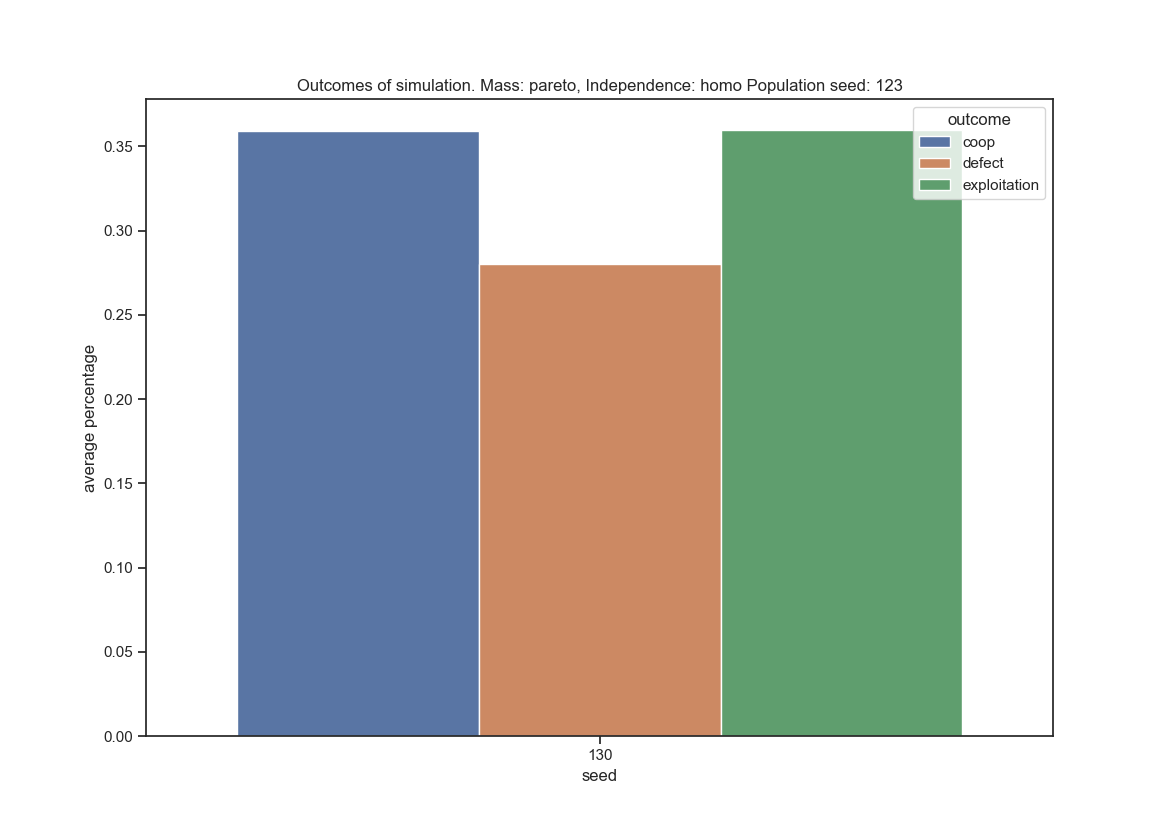 Outcomes of simulation. Mass: pareto, Independence: homo Population seed: 123
outcome
coop
defect
exploitation
0.35
0.30
0.25
0.20
0.15
0.10
0.05
0.00
average percentage
130
seed